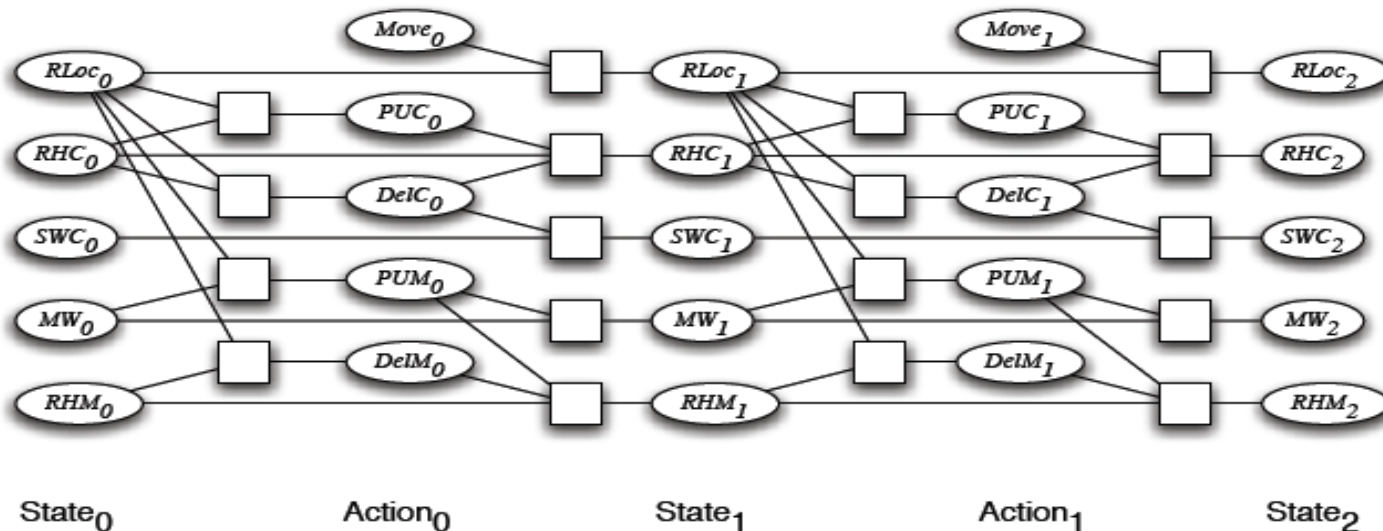 Move₀ Move₁
RLoc₀ RLoc₁ RLoc₂
PUC₀ PUC₁
RHC₀ RHC₁ RHC₂
DelC₀ DelC₁
SWC₀ SWC₁ SWC₂
PUM₀ PUM₁
MW₀ MW₁ MW₂
DelM₀ DelM₁
RHM₀ RHM₁ RHM₂
State₀ Action₀ State₁ Action₁ State₂